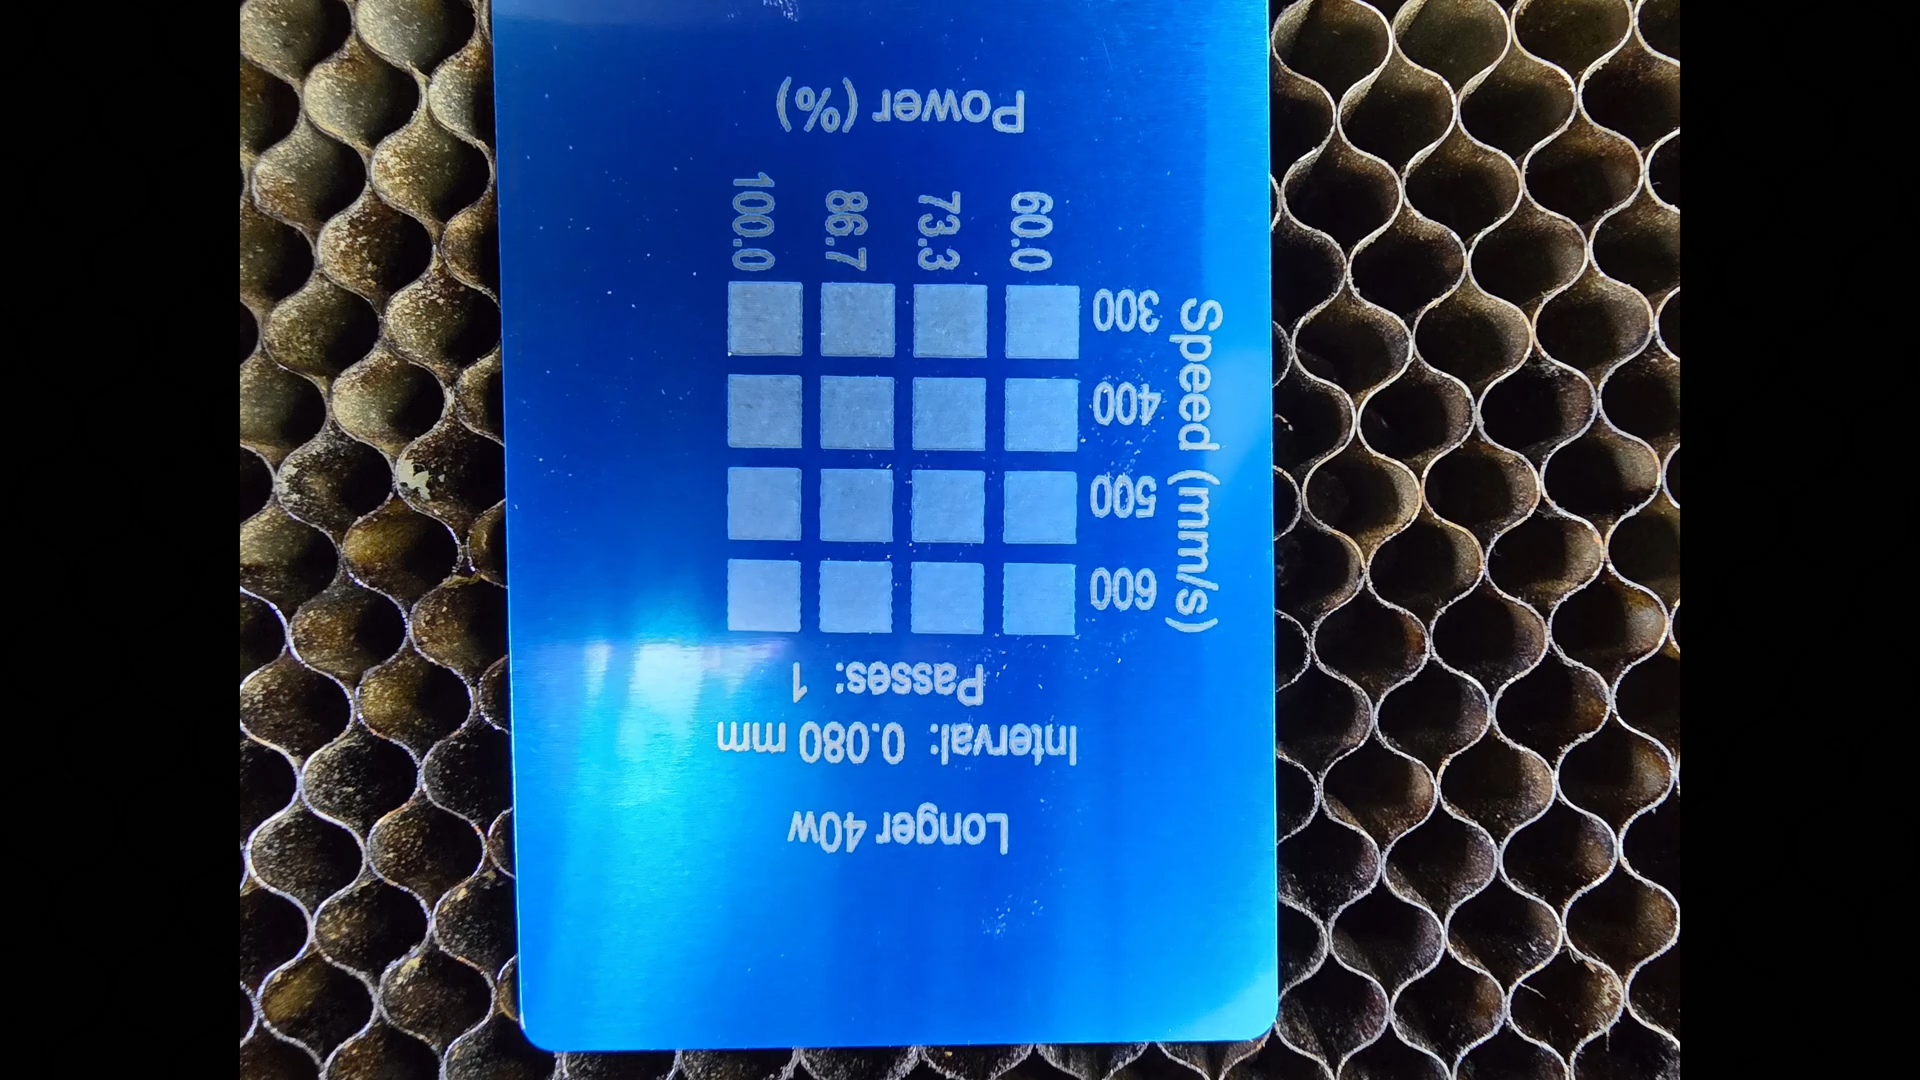 Longer 40w
Interval: 0.080 mm
Passes: 1
Speed (mm/s)
600
500
400
300
60.0
73.3
86.7
100.0
Power (%)